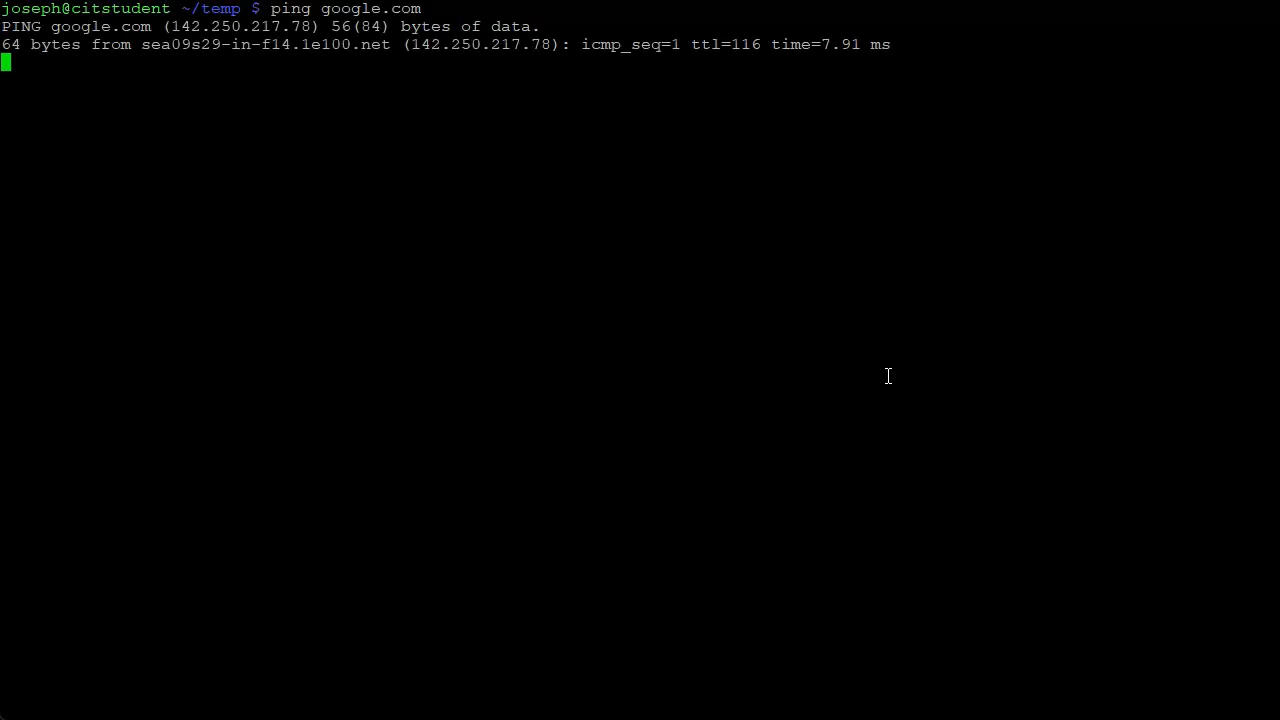 joseph@citstudent ~/temp $ ping google.com
PING google.com (142.250.217.78) 56(84) bytes of data.
64 bytes from sea09s29-in-f14.1e100.net (142.250.217.78): icmp_seq=1 ttl=116 time=7.91 ms